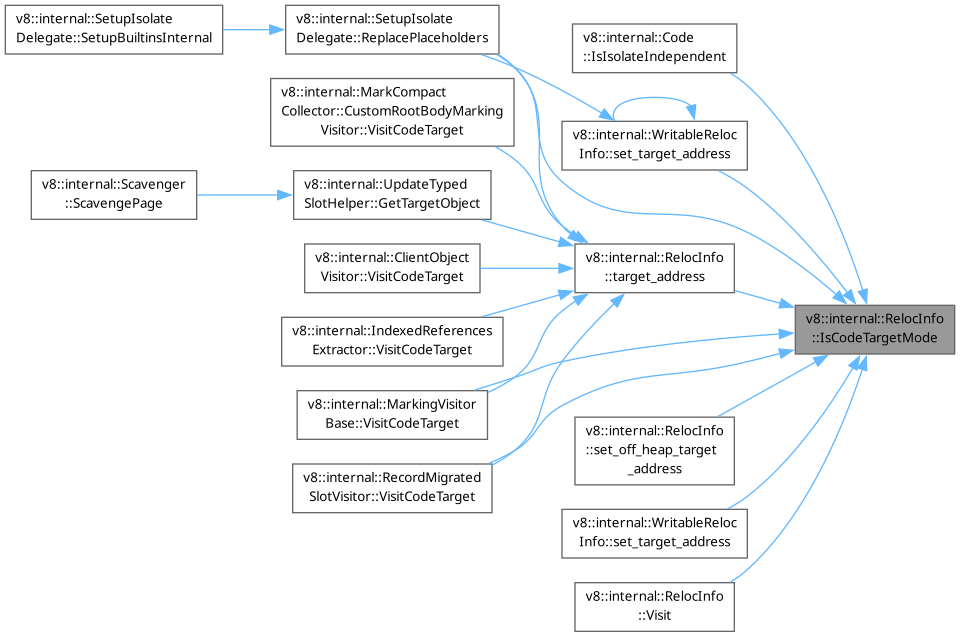 v8::internal::SetupIsolate
Delegate::SetupBuiltinsInternal
v8::internal::SetupIsolate
Delegate::ReplacePlaceholders
v8::internal::Code
::IsIsolateIndependent
v8::internal::MarkCompact
Collector::CustomRootBodyMarking
Visitor::VisitCodeTarget
v8::internal::WritableReloc
Info::set_target_address
v8::internal::Scavenger
::ScavengePage
v8::internal::UpdateTyped
SlotHelper::GetTargetObject
v8::internal::ClientObject
Visitor::VisitCodeTarget
v8::internal::RelocInfo
::target_address
v8::internal::IndexedReferences
Extractor::VisitCodeTarget
v8::internal::RelocInfo
::IsCodeTargetMode
v8::internal::MarkingVisitor
Base::VisitCodeTarget
v8::internal::RelocInfo
::set_off_heap_target
_address
v8::internal::RecordMigrated
SlotVisitor::VisitCodeTarget
v8::internal::WritableReloc
Info::set_target_address
v8::internal::RelocInfo
::Visit